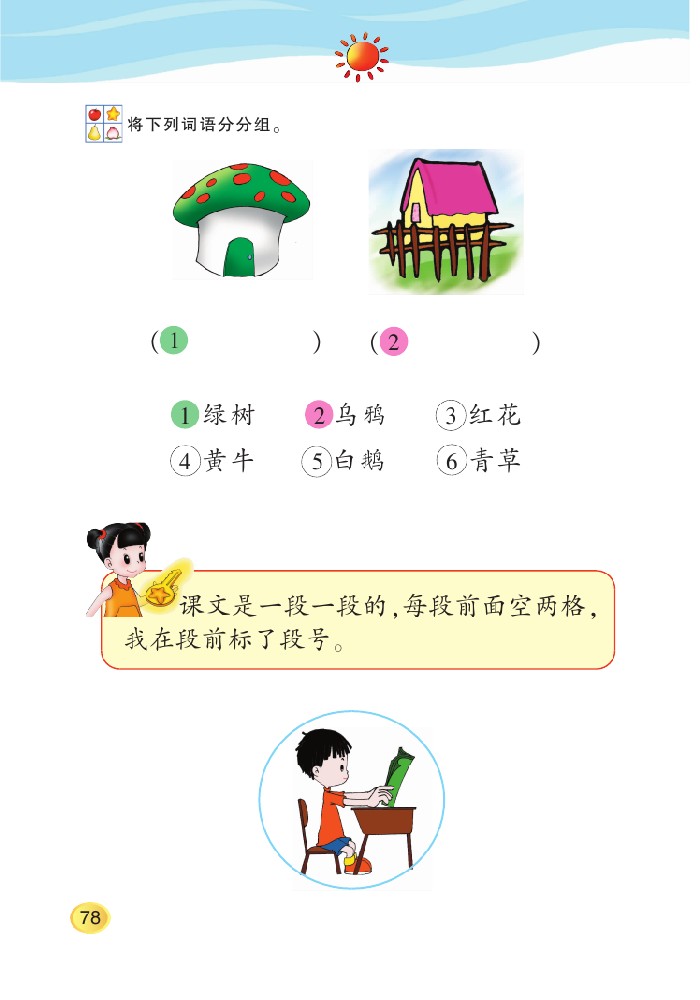 将下列词语分分组。
(1 ) (2 )
1绿树 2乌鸦 3红花
4黄牛 5白鹅 6青草
课文是一段一段的,每段前面空两格,
我在段前标了段号。
78